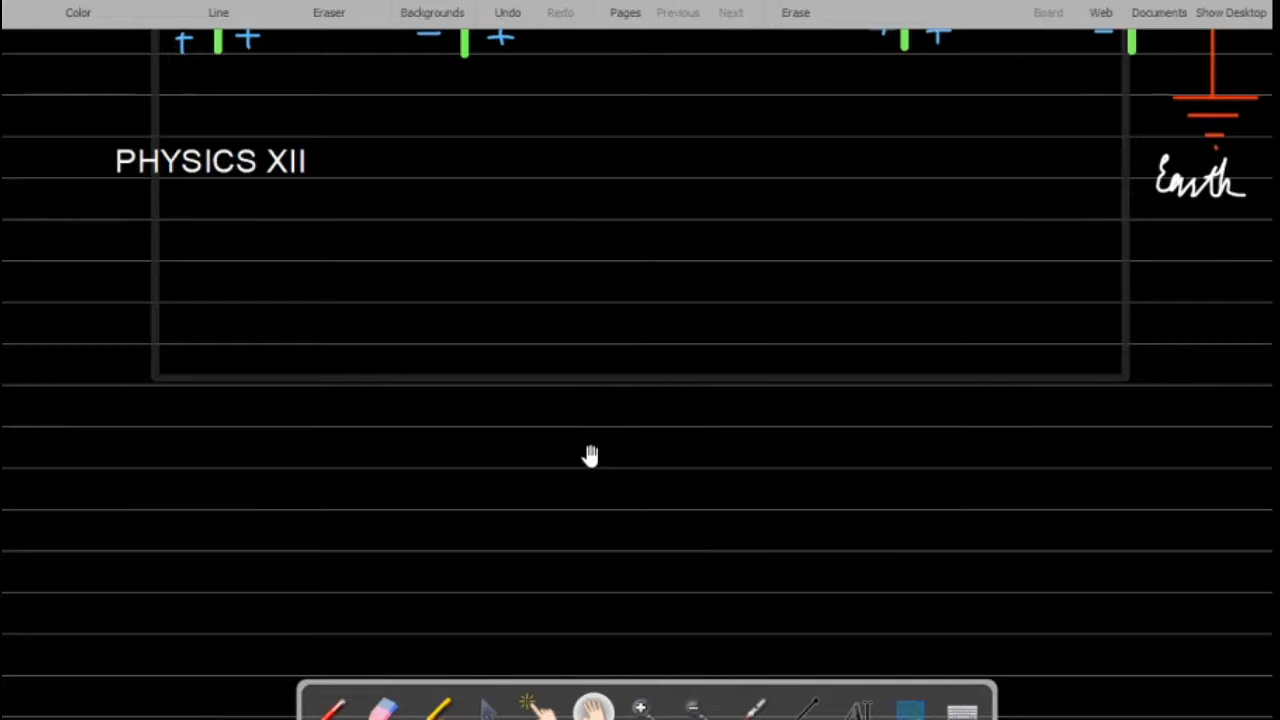 Color Line Eraser Backgrounds Undo Redo Pages Previous Next Erase Board Web Documents Show Desktop
+ + - + + + -
PHYSICS XII
Earth